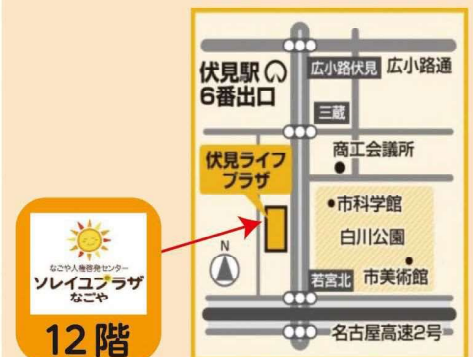 伏見駅
6番出口
広小路伏見
広小路通
三蔵
商工会議所
伏見ライフ
プラザ
市科学館
白川公園
N
若宮北
市美術館
名古屋高速2号
なごや人権啓発センター
ソレイユプラザ
なごや
12階